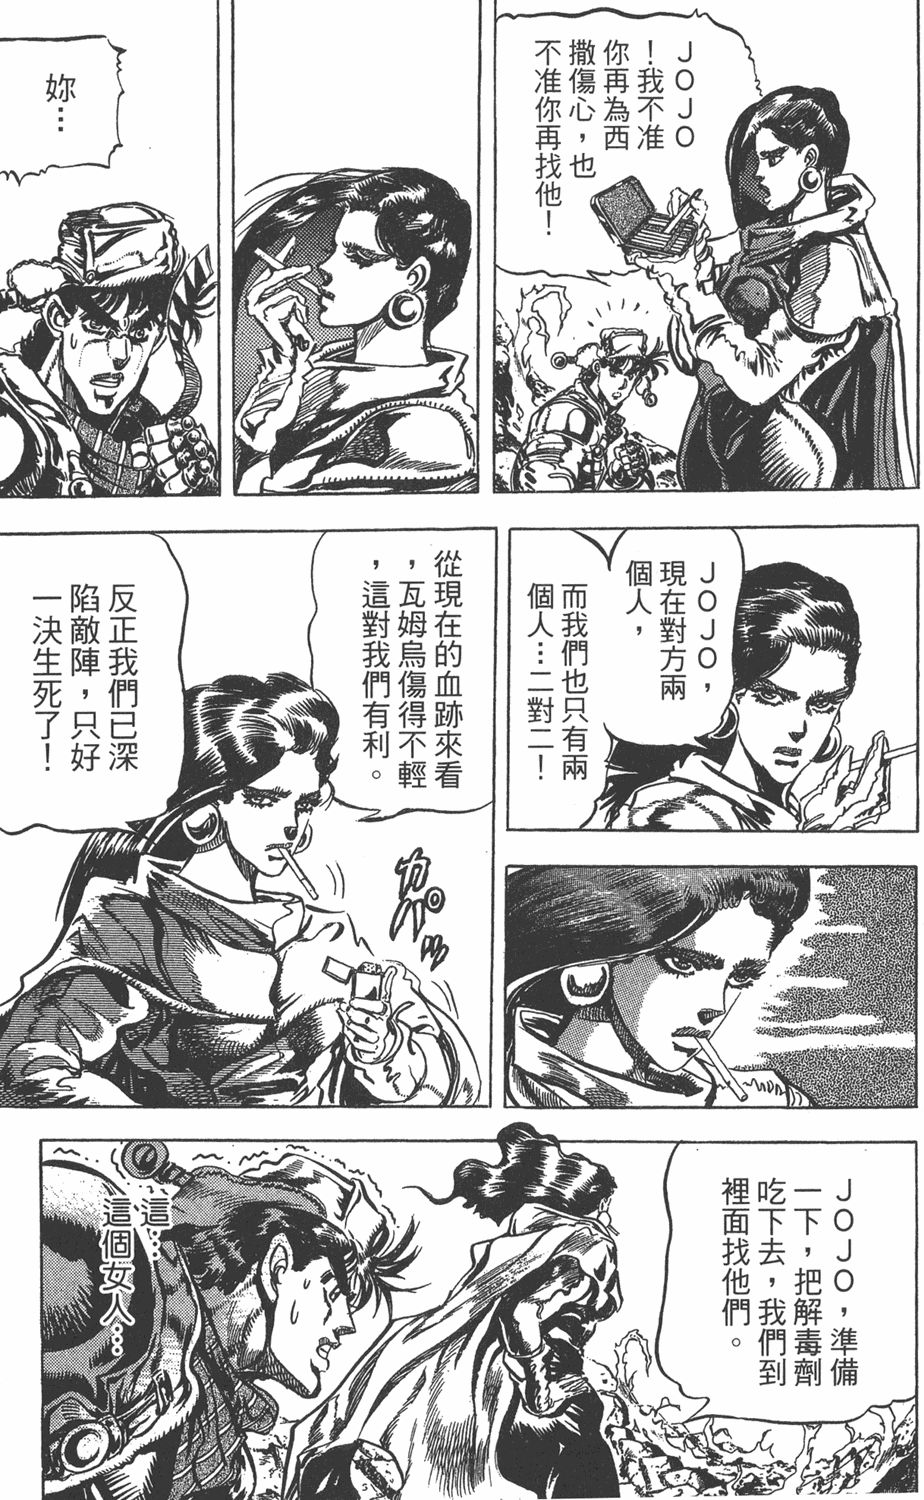 JOJO
！我不准
你再為西
撒傷心，也
不准你再找他！
妳…
JOJO，
現在對方兩
個人，
而我們也只有兩
個人…二對二！
從現在的血跡來看
，瓦姆烏傷得不輕
，這對我們有利。
反正我們已深
陷敵陣，只好
一決生死了！
カパッ
JOJO，準備
一下，把解毒劑
吃下去，我們到
裡面找他們。
這…
這個女人…